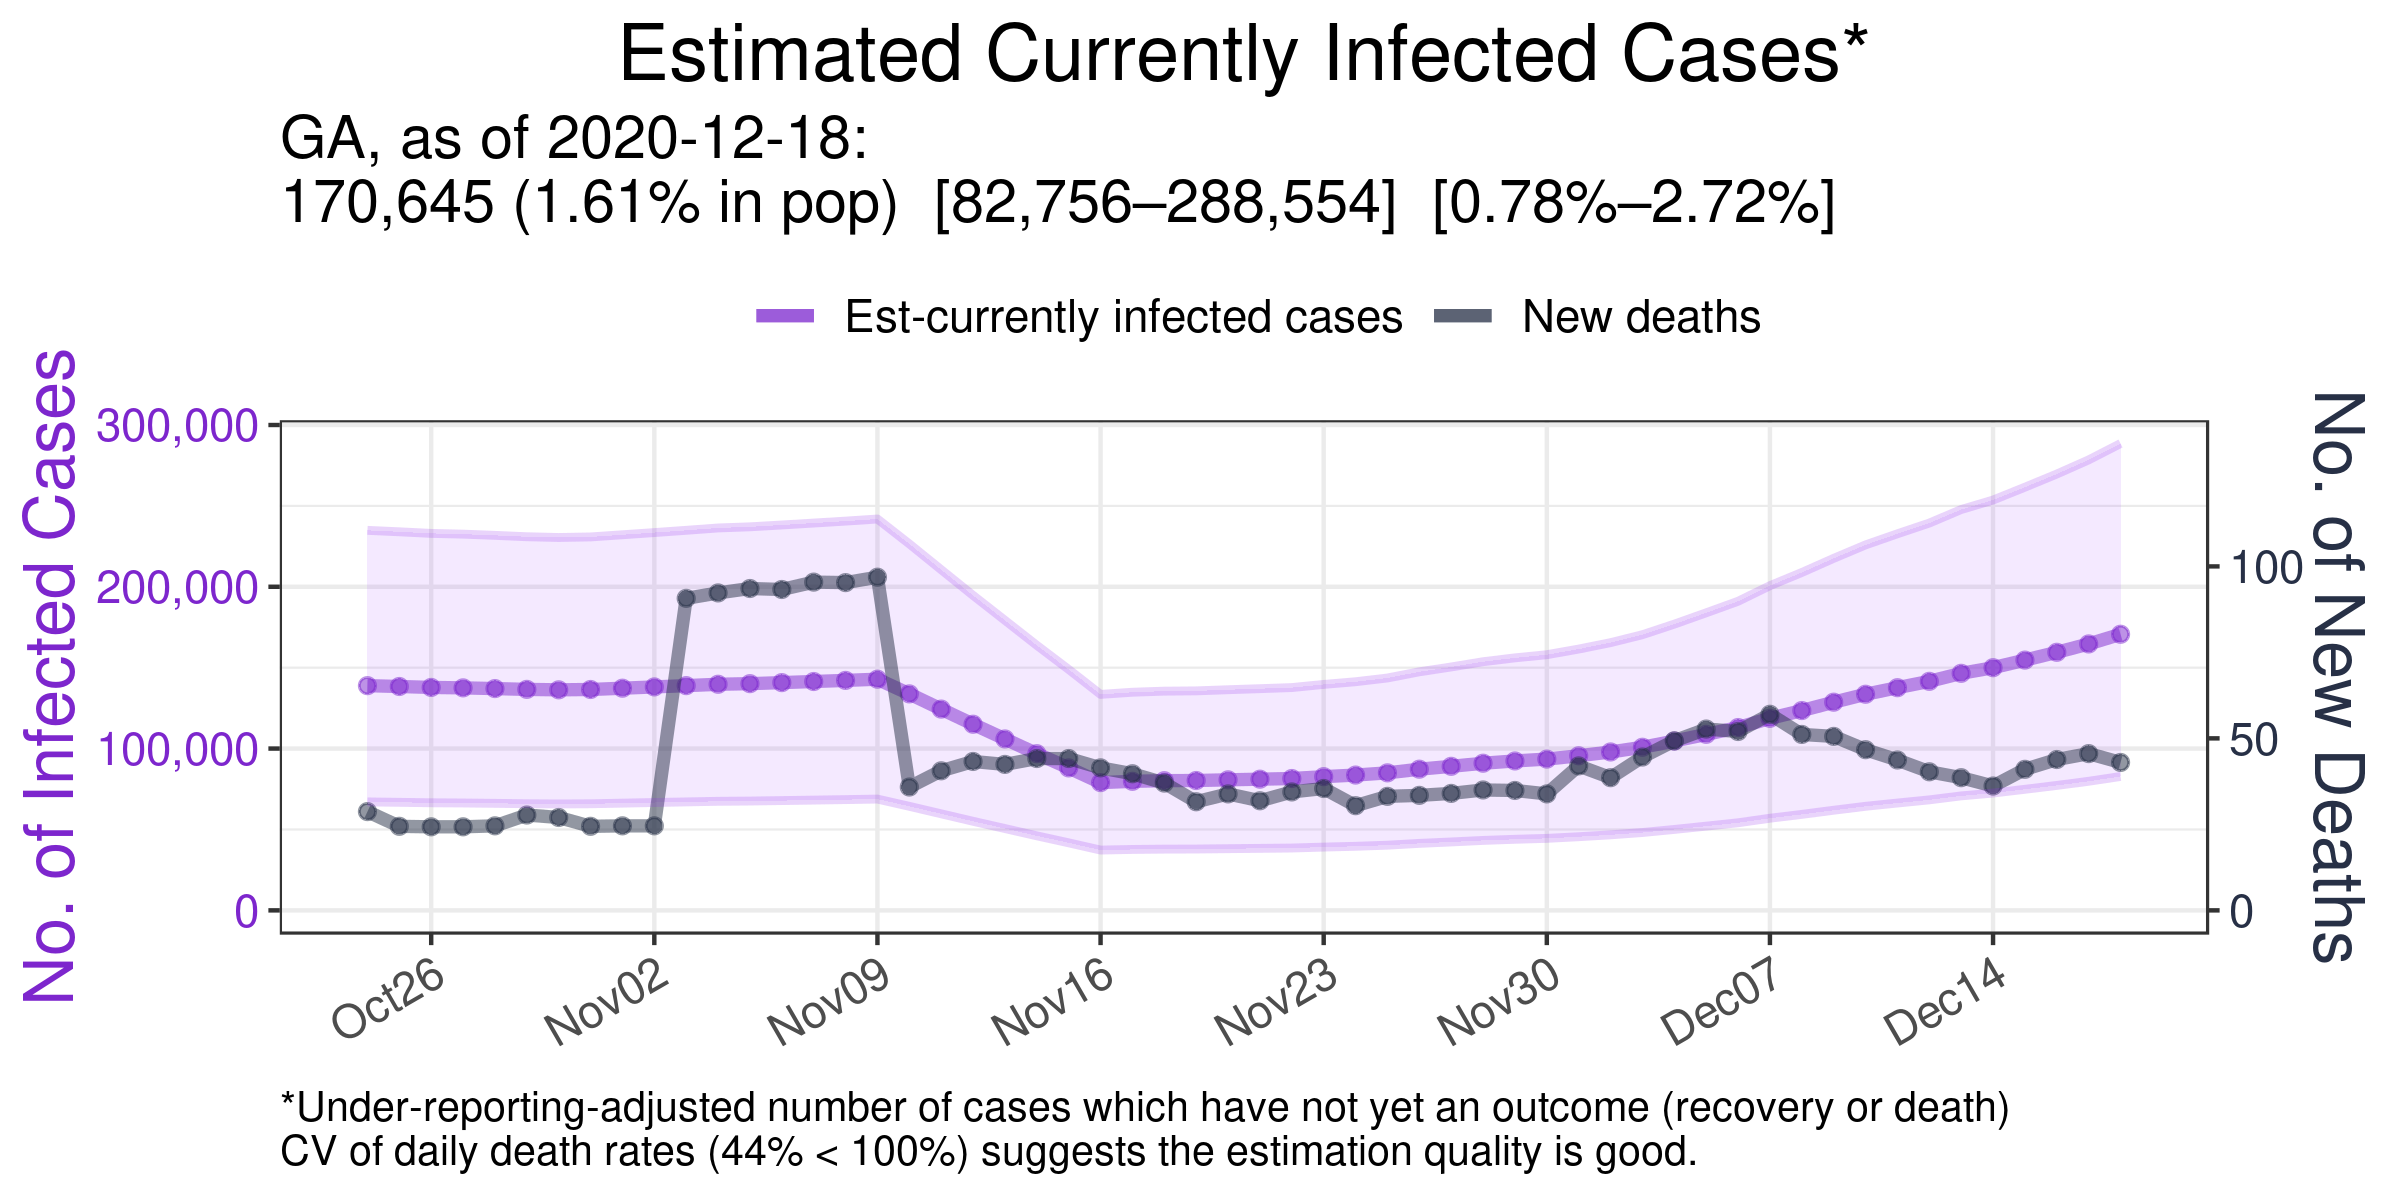 Estimated Currently Infected Cases*
GA, as of 2020-12-18:
170,645 (1.61% in pop) [82,756–288,554] [0.78%–2.72%]
Est-currently infected cases
New deaths
No. of Infected Cases
300,000
200,000
100,000
0
No. of New Deaths
100
50
0
Oct26
Nov02
Nov09
Nov16
Nov23
Nov30
Dec07
Dec14
*Under-reporting-adjusted number of cases which have not yet an outcome (recovery or death)
CV of daily death rates (44% < 100%) suggests the estimation quality is good.